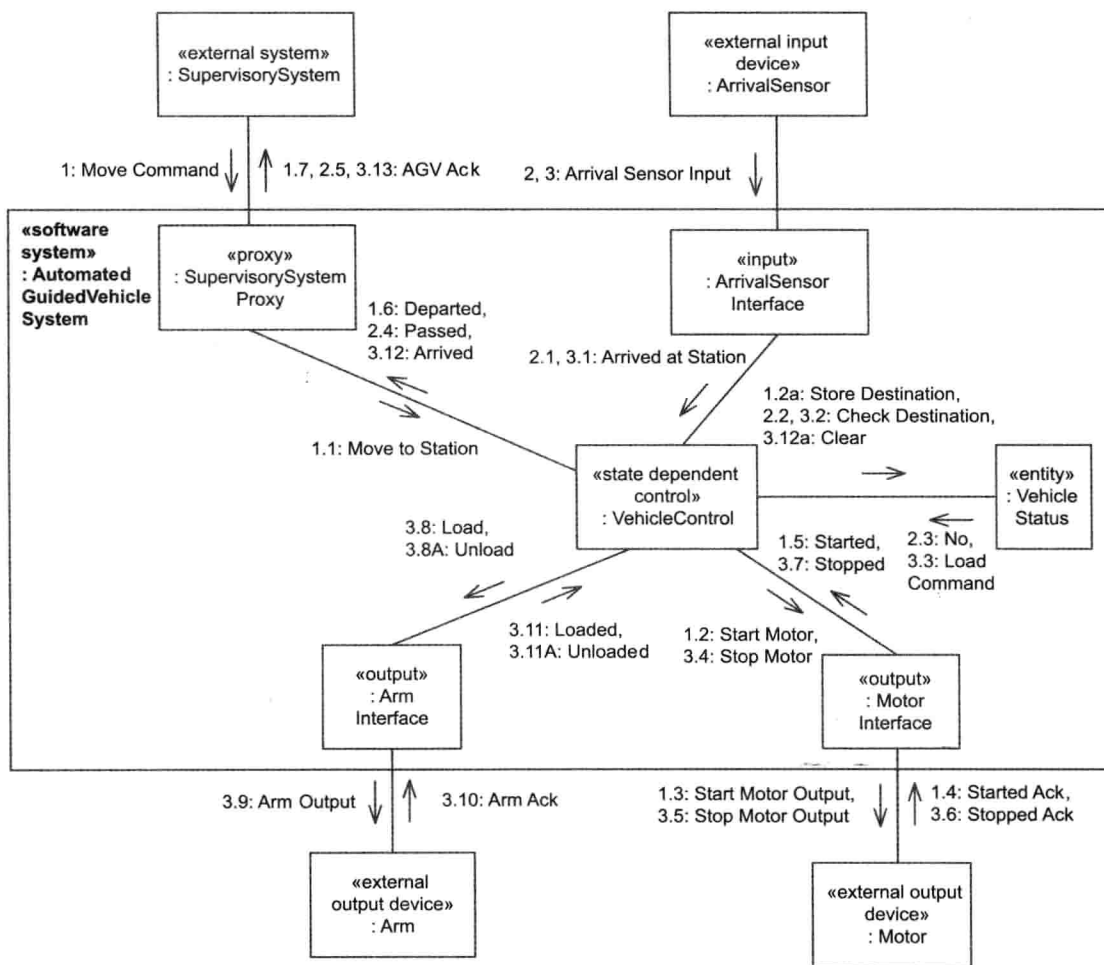 «external system»
: SupervisorySystem
«external input
device»
: ArrivalSensor
1: Move Command
1.7, 2.5, 3.13: AGV Ack
2, 3: Arrival Sensor Input
«software
system»
: Automated
GuidedVehicle
System
«proxy»
: SupervisorySystem
Proxy
«input»
: ArrivalSensor
Interface
1.6: Departed,
2.4: Passed,
3.12: Arrived
2.1, 3.1: Arrived at Station
1.2a: Store Destination,
2.2, 3.2: Check Destination,
3.12a: Clear
1.1: Move to Station
«state dependent
control»
: VehicleControl
«entity»
: Vehicle
Status
3.8: Load,
3.8A: Unload
1.5: Started,
3.7: Stopped
2.3: No,
3.3: Load
Command
3.11: Loaded,
3.11A: Unloaded
1.2: Start Motor,
3.4: Stop Motor
«output»
: Arm
Interface
«output»
: Motor
Interface
3.9: Arm Output
3.10: Arm Ack
1.3: Start Motor Output,
3.5: Stop Motor Output
1.4: Started Ack,
3.6: Stopped Ack
«external
output device»
: Arm
«external output
device»
: Motor